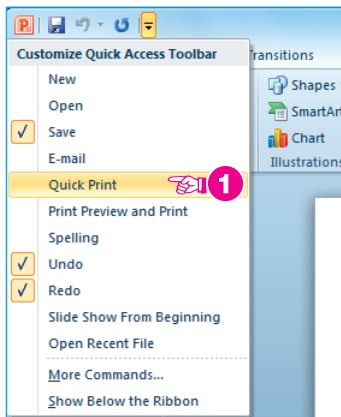 P
Customize Quick Access Toolbar
Transitions
New
Open
Save
E-mail
Quick Print
1
Print Preview and Print
Spelling
Undo
Redo
Slide Show From Beginning
Open Recent File
More Commands...
Show Below the Ribbon
Shapes
SmartArt
Chart
Illustrations